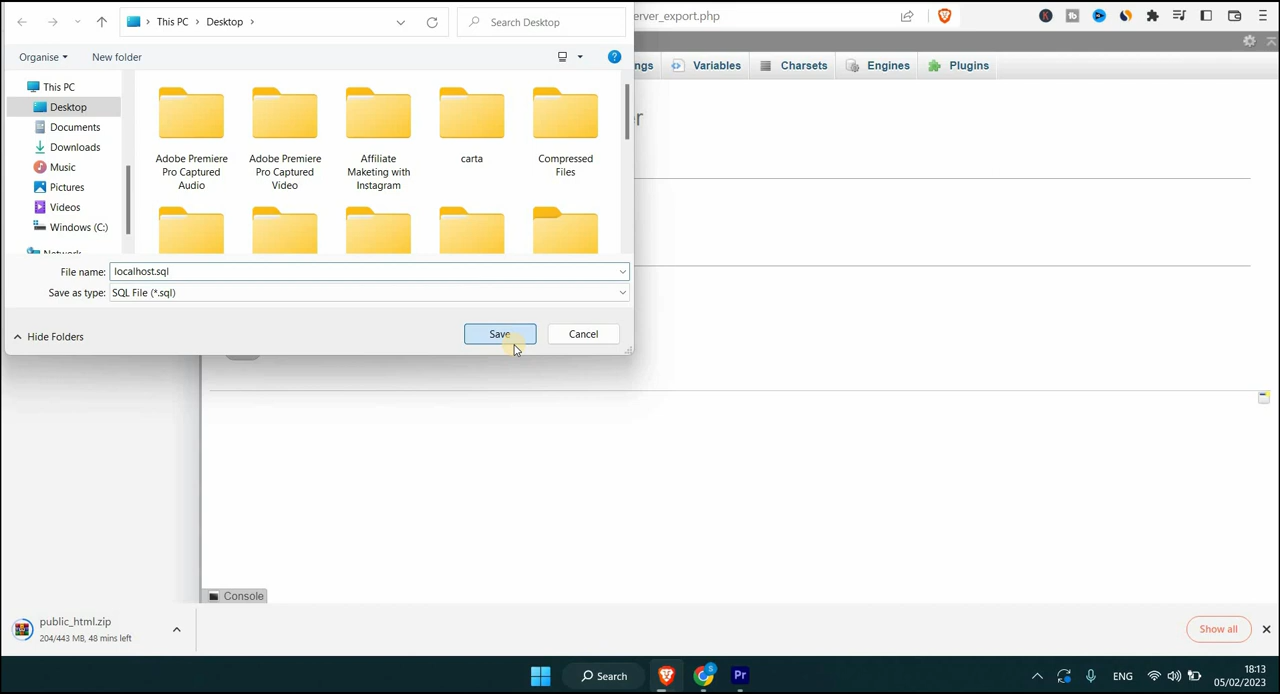 This PC
Desktop
Search Desktop
erver_export.php
Organise
New folder
ngs
Variables
Charsets
Engines
Plugins
This PC
Desktop
Documents
Downloads
Music
Pictures
Videos
Windows (C:)
Adobe Premiere Pro Captured Audio
Adobe Premiere Pro Captured Video
Affiliate Maketing with Instagram
carta
Compressed Files
er
File name: localhost.sql
Save as type: SQL File (*.sql)
Hide Folders
Save
Cancel
Console
public_html.zip
204/443 MB, 48 mins left
Show all
Search
Pr
ENG
18:13
05/02/2023